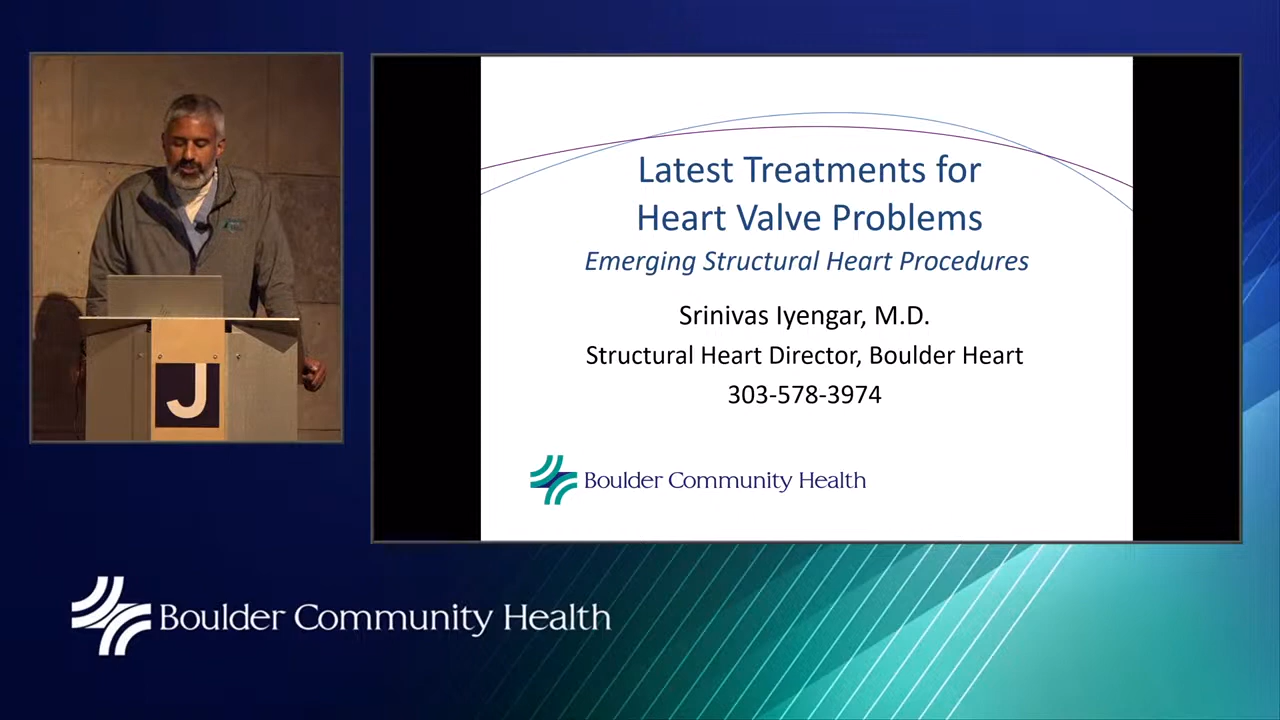 J
Latest Treatments for
Heart Valve Problems
Emerging Structural Heart Procedures
Srinivas Iyengar, M.D.
Structural Heart Director, Boulder Heart
303-578-3974
Boulder Community Health
Boulder Community Health